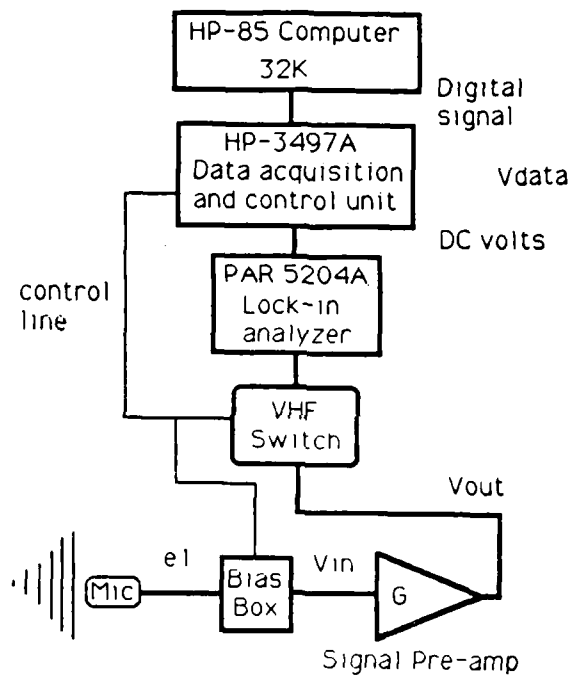 HP-85 Computer
32K
Digital
signal
HP-3497A
Data acquisition
and control unit
Vdata
DC volts
PAR 5204A
Lock-in
analyzer
control
line
VHF
Switch
Vout
e1
Vin
Mic
Bias
Box
G
Signal Pre-amp